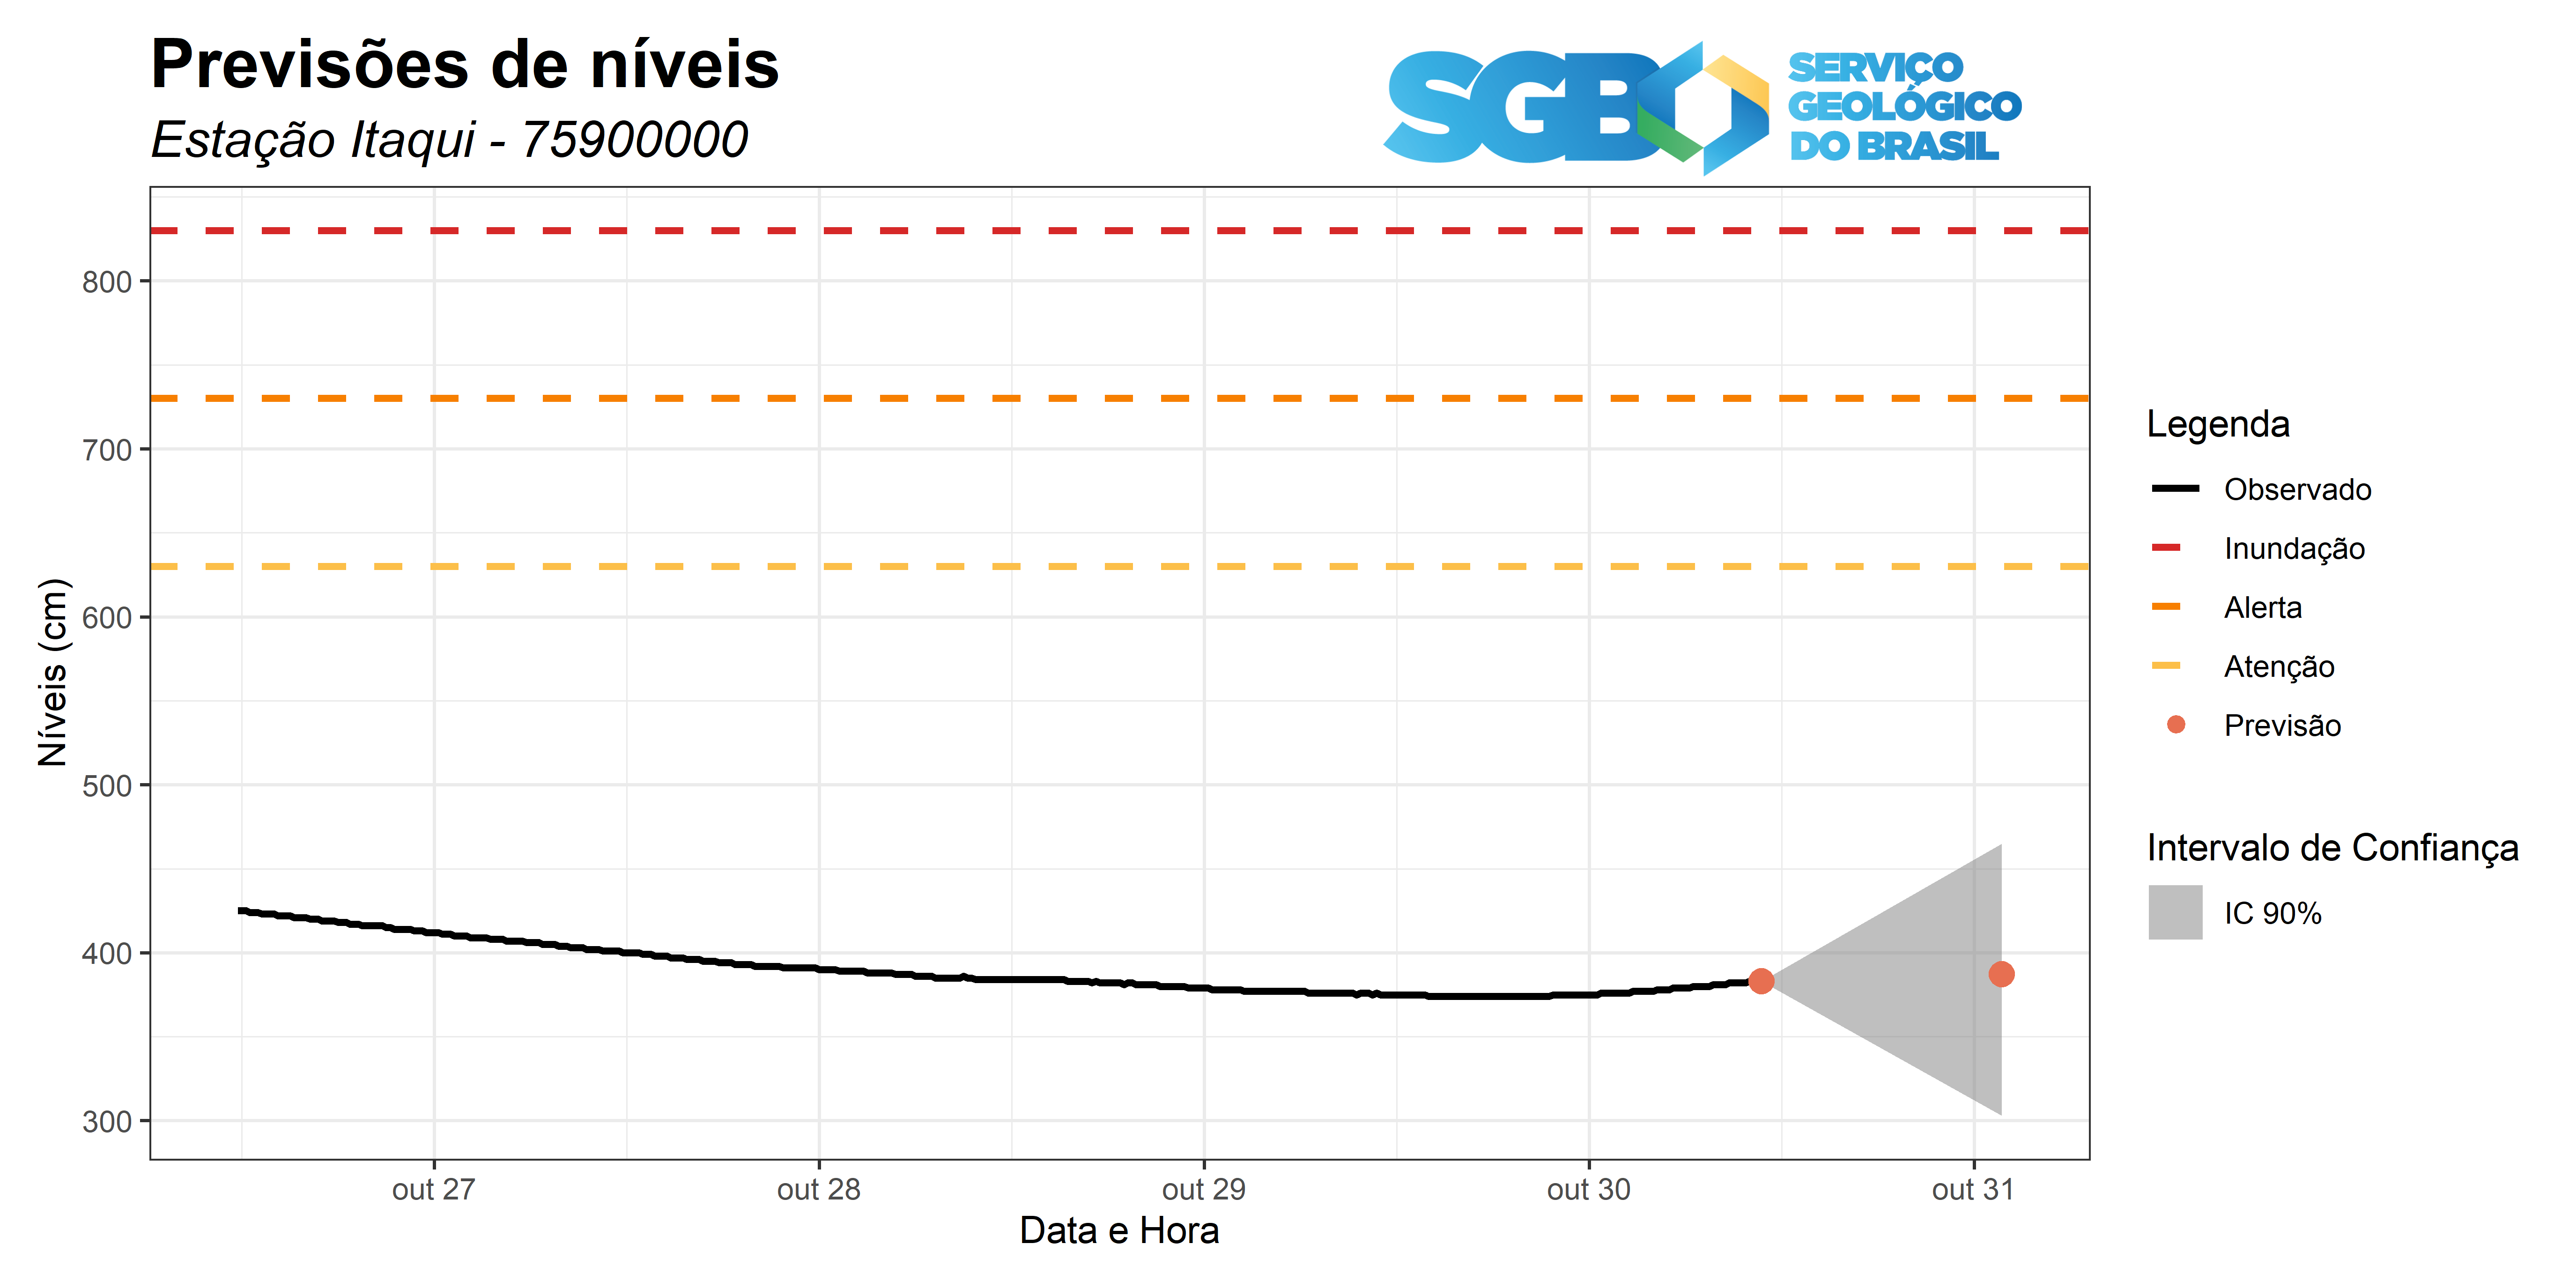 Previsões de níveis
Estação Itaqui - 75900000
SGB
SERVIÇO
GEOLÓGICO
DO BRASIL
Níveis (cm)
800
700
600
500
400
300
out 27
out 28
out 29
out 30
out 31
Data e Hora
Legenda
Observado
Inundação
Alerta
Atenção
Previsão
Intervalo de Confiança
IC 90%